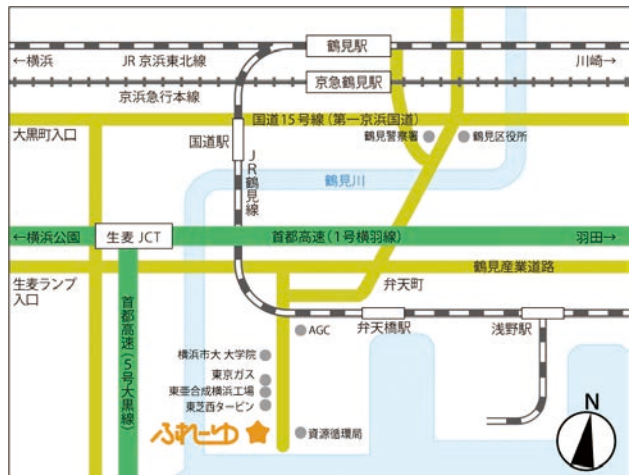 鶴見駅
←横浜
JR 京浜東北線
川崎→
京急鶴見駅
京浜急行本線
国道15号線（第一京浜国道）
大黒町入口
国道駅
鶴見警察署
鶴見区役所
JR鶴見線
鶴見川
←横浜公園
生麦 JCT
首都高速（1号横羽線）
羽田→
鶴見産業道路
生麦ランプ
入口
首都高速（5号大黒線）
弁天町
弁天橋駅
浅野駅
AGC
横浜市大 大学院
東京ガス
東亜合成横浜工場
東芝西タービン
ふれーゆ
資源循環局
N